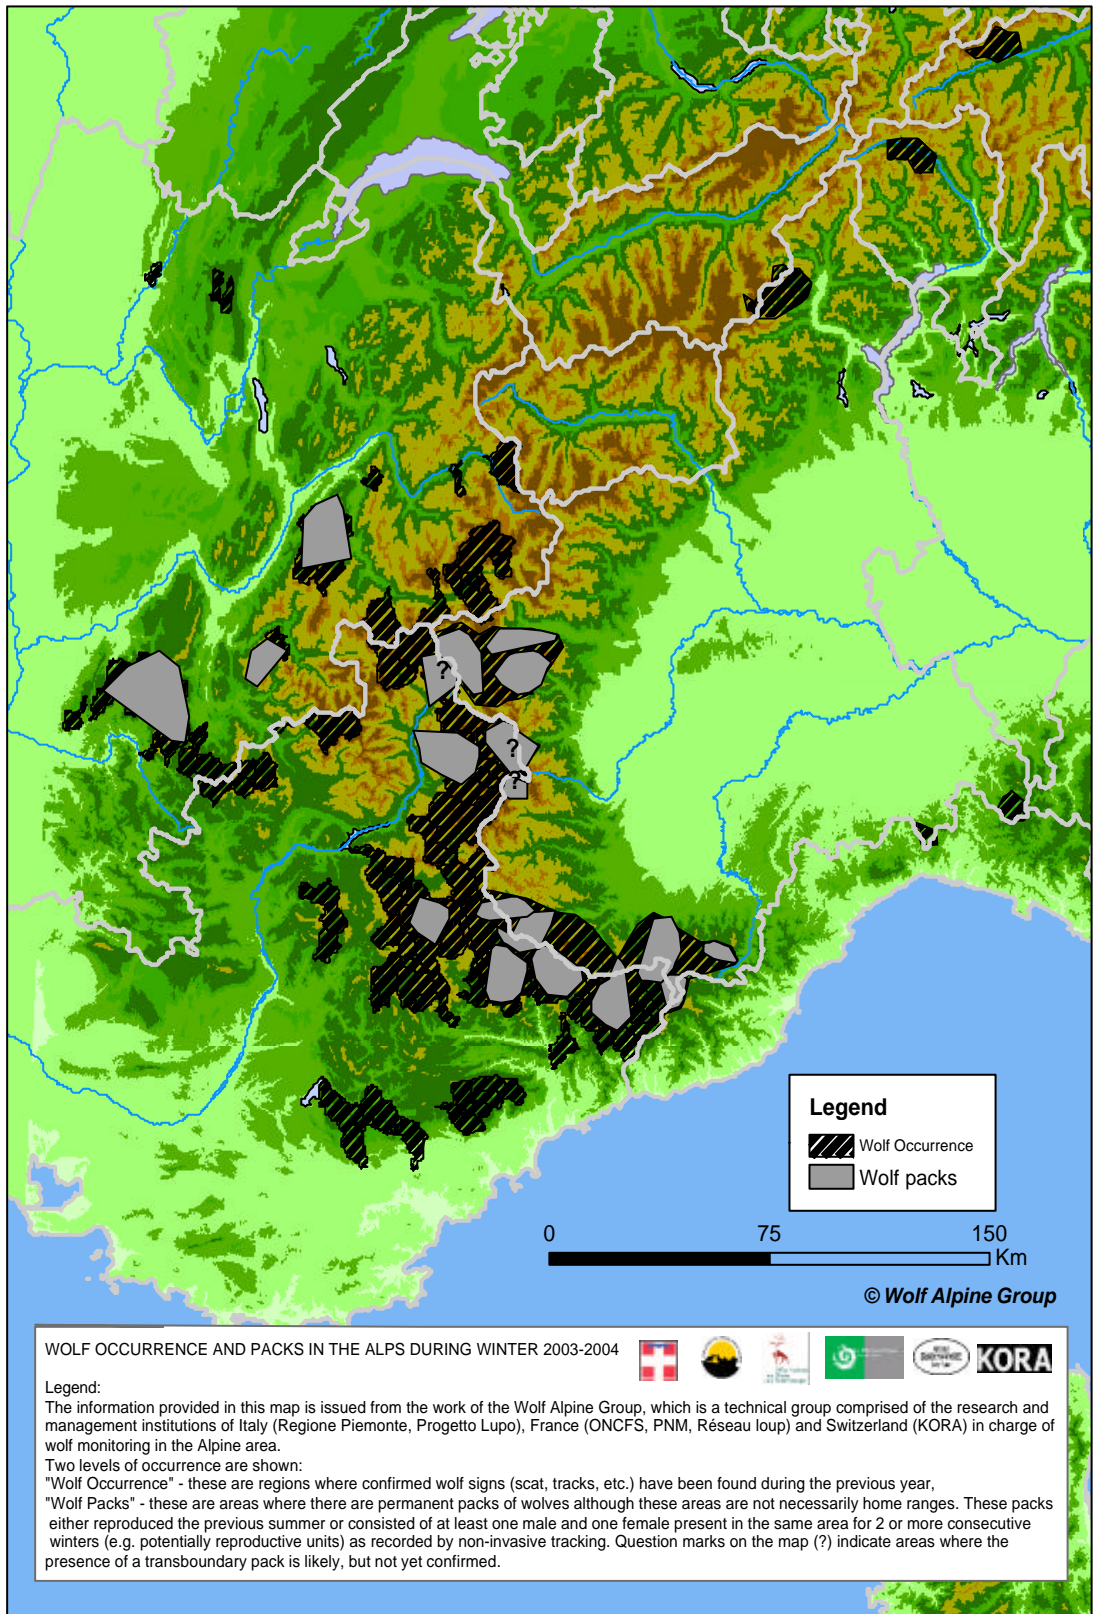 ?
?
?
Legend
Wolf Occurrence
Wolf packs
0 75 150
Km
© Wolf Alpine Group
WOLF OCCURRENCE AND PACKS IN THE ALPS DURING WINTER 2003-2004
KORA
Legend:
The information provided in this map is issued from the work of the Wolf Alpine Group, which is a technical group comprised of the research and
management institutions of Italy (Regione Piemonte, Progetto Lupo), France (ONCFS, PNM, Réseau loup) and Switzerland (KORA) in charge of
wolf monitoring in the Alpine area.
Two levels of occurrence are shown:
"Wolf Occurrence" - these are regions where confirmed wolf signs (scat, tracks, etc.) have been found during the previous year,
"Wolf Packs" - these are areas where there are permanent packs of wolves although these areas are not necessarily home ranges. These packs
either reproduced the previous summer or consisted of at least one male and one female present in the same area for 2 or more consecutive
winters (e.g. potentially reproductive units) as recorded by non-invasive tracking. Question marks on the map (?) indicate areas where the
presence of a transboundary pack is likely, but not yet confirmed.